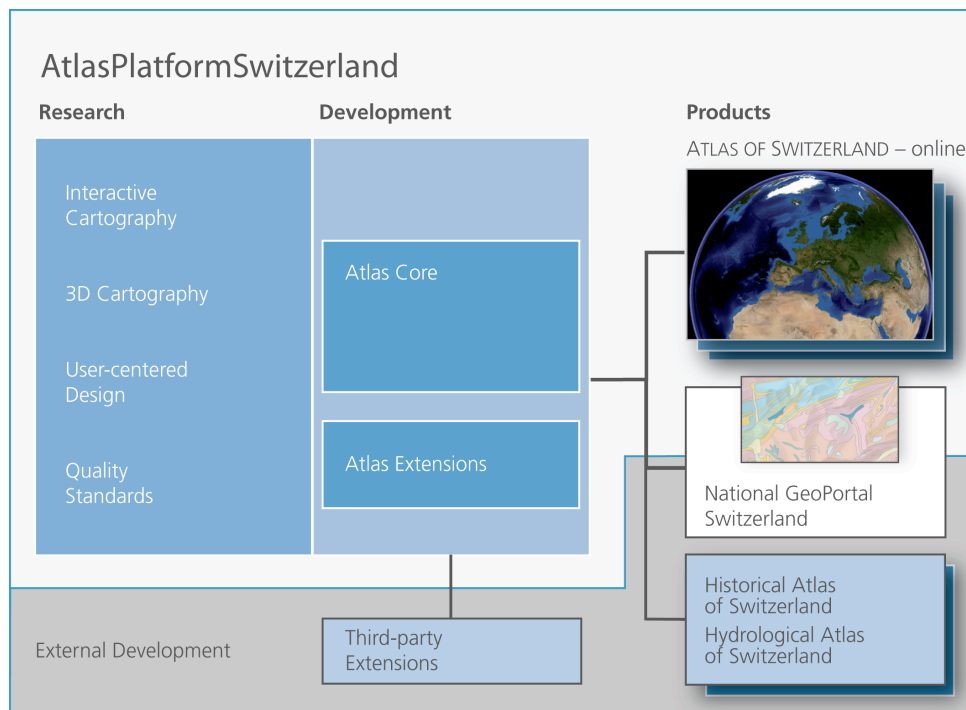 AtlasPlatformSwitzerland
Research
Development
Products
Interactive
Cartography
3D Cartography
User-centered
Design
Quality
Standards
Atlas Core
Atlas Extensions
ATLAS OF SWITZERLAND – online
National GeoPortal
Switzerland
Historical Atlas
of Switzerland
Hydrological Atlas
of Switzerland
External Development
Third-party
Extensions